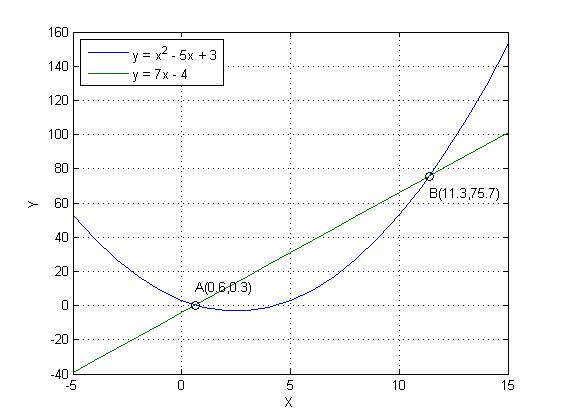 160
140
120
100
80
60
40
20
0
-20
-40
-5
0
5
10
15
X
Y
y = x² - 5x + 3
y = 7x - 4
A(0.6,0.3)
B(11.3,75.7)